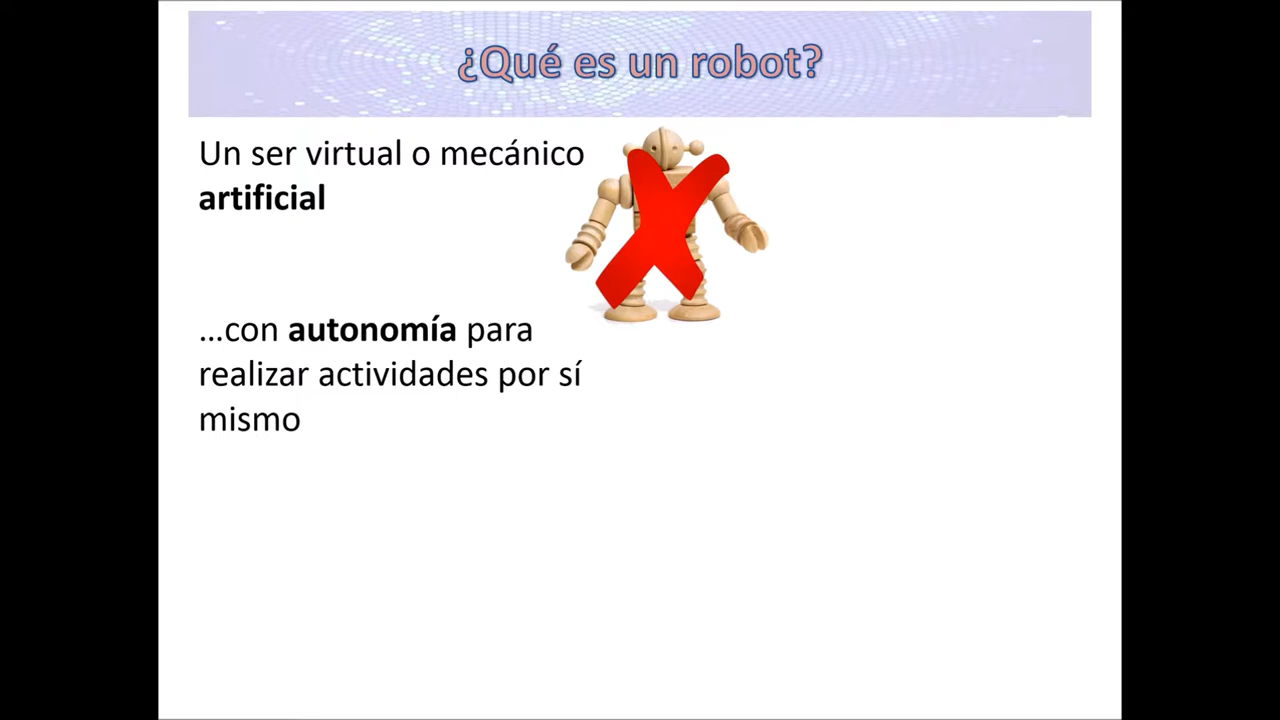 ¿Qué es un robot?
Un ser virtual o mecánico
artificial
...con autonomía para
realizar actividades por sí
mismo